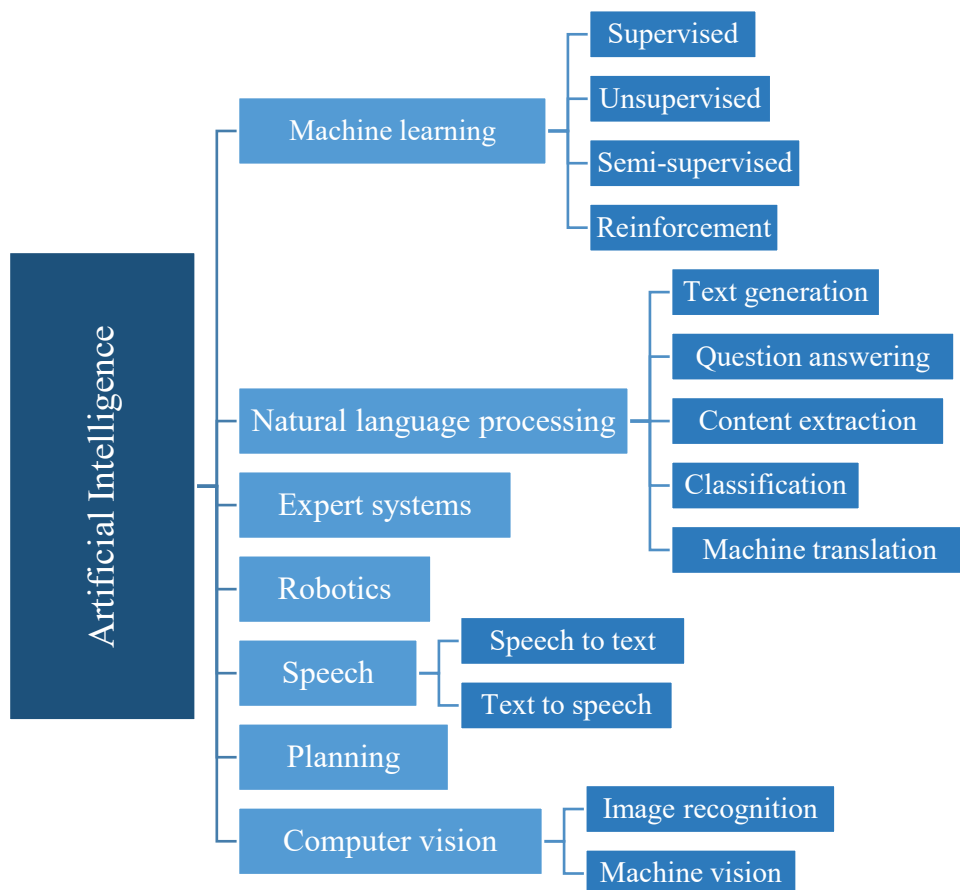 Artificial Intelligence
Machine learning
Supervised
Unsupervised
Semi-supervised
Reinforcement
Natural language processing
Text generation
Question answering
Content extraction
Classification
Machine translation
Expert systems
Robotics
Speech
Speech to text
Text to speech
Planning
Computer vision
Image recognition
Machine vision